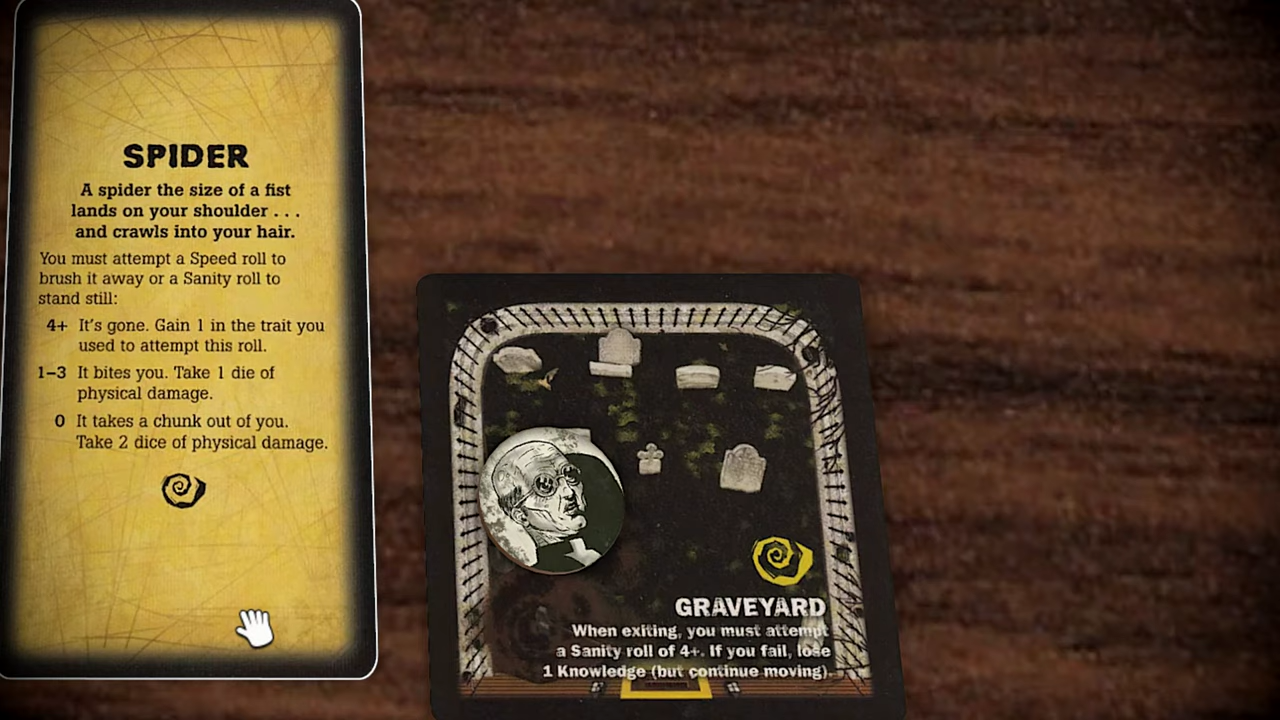 SPIDER
A spider the size of a fist
lands on your shoulder . . .
and crawls into your hair.
You must attempt a Speed roll to
brush it away or a Sanity roll to
stand still:
4+ It's gone. Gain 1 in the trait you
used to attempt this roll.
1–3 It bites you. Take 1 die of
physical damage.
0 It takes a chunk out of you.
Take 2 dice of physical damage.
GRAVEYARD
When exiting, you must attempt
a Sanity roll of 4+. If you fail, lose
1 Knowledge (but continue moving).